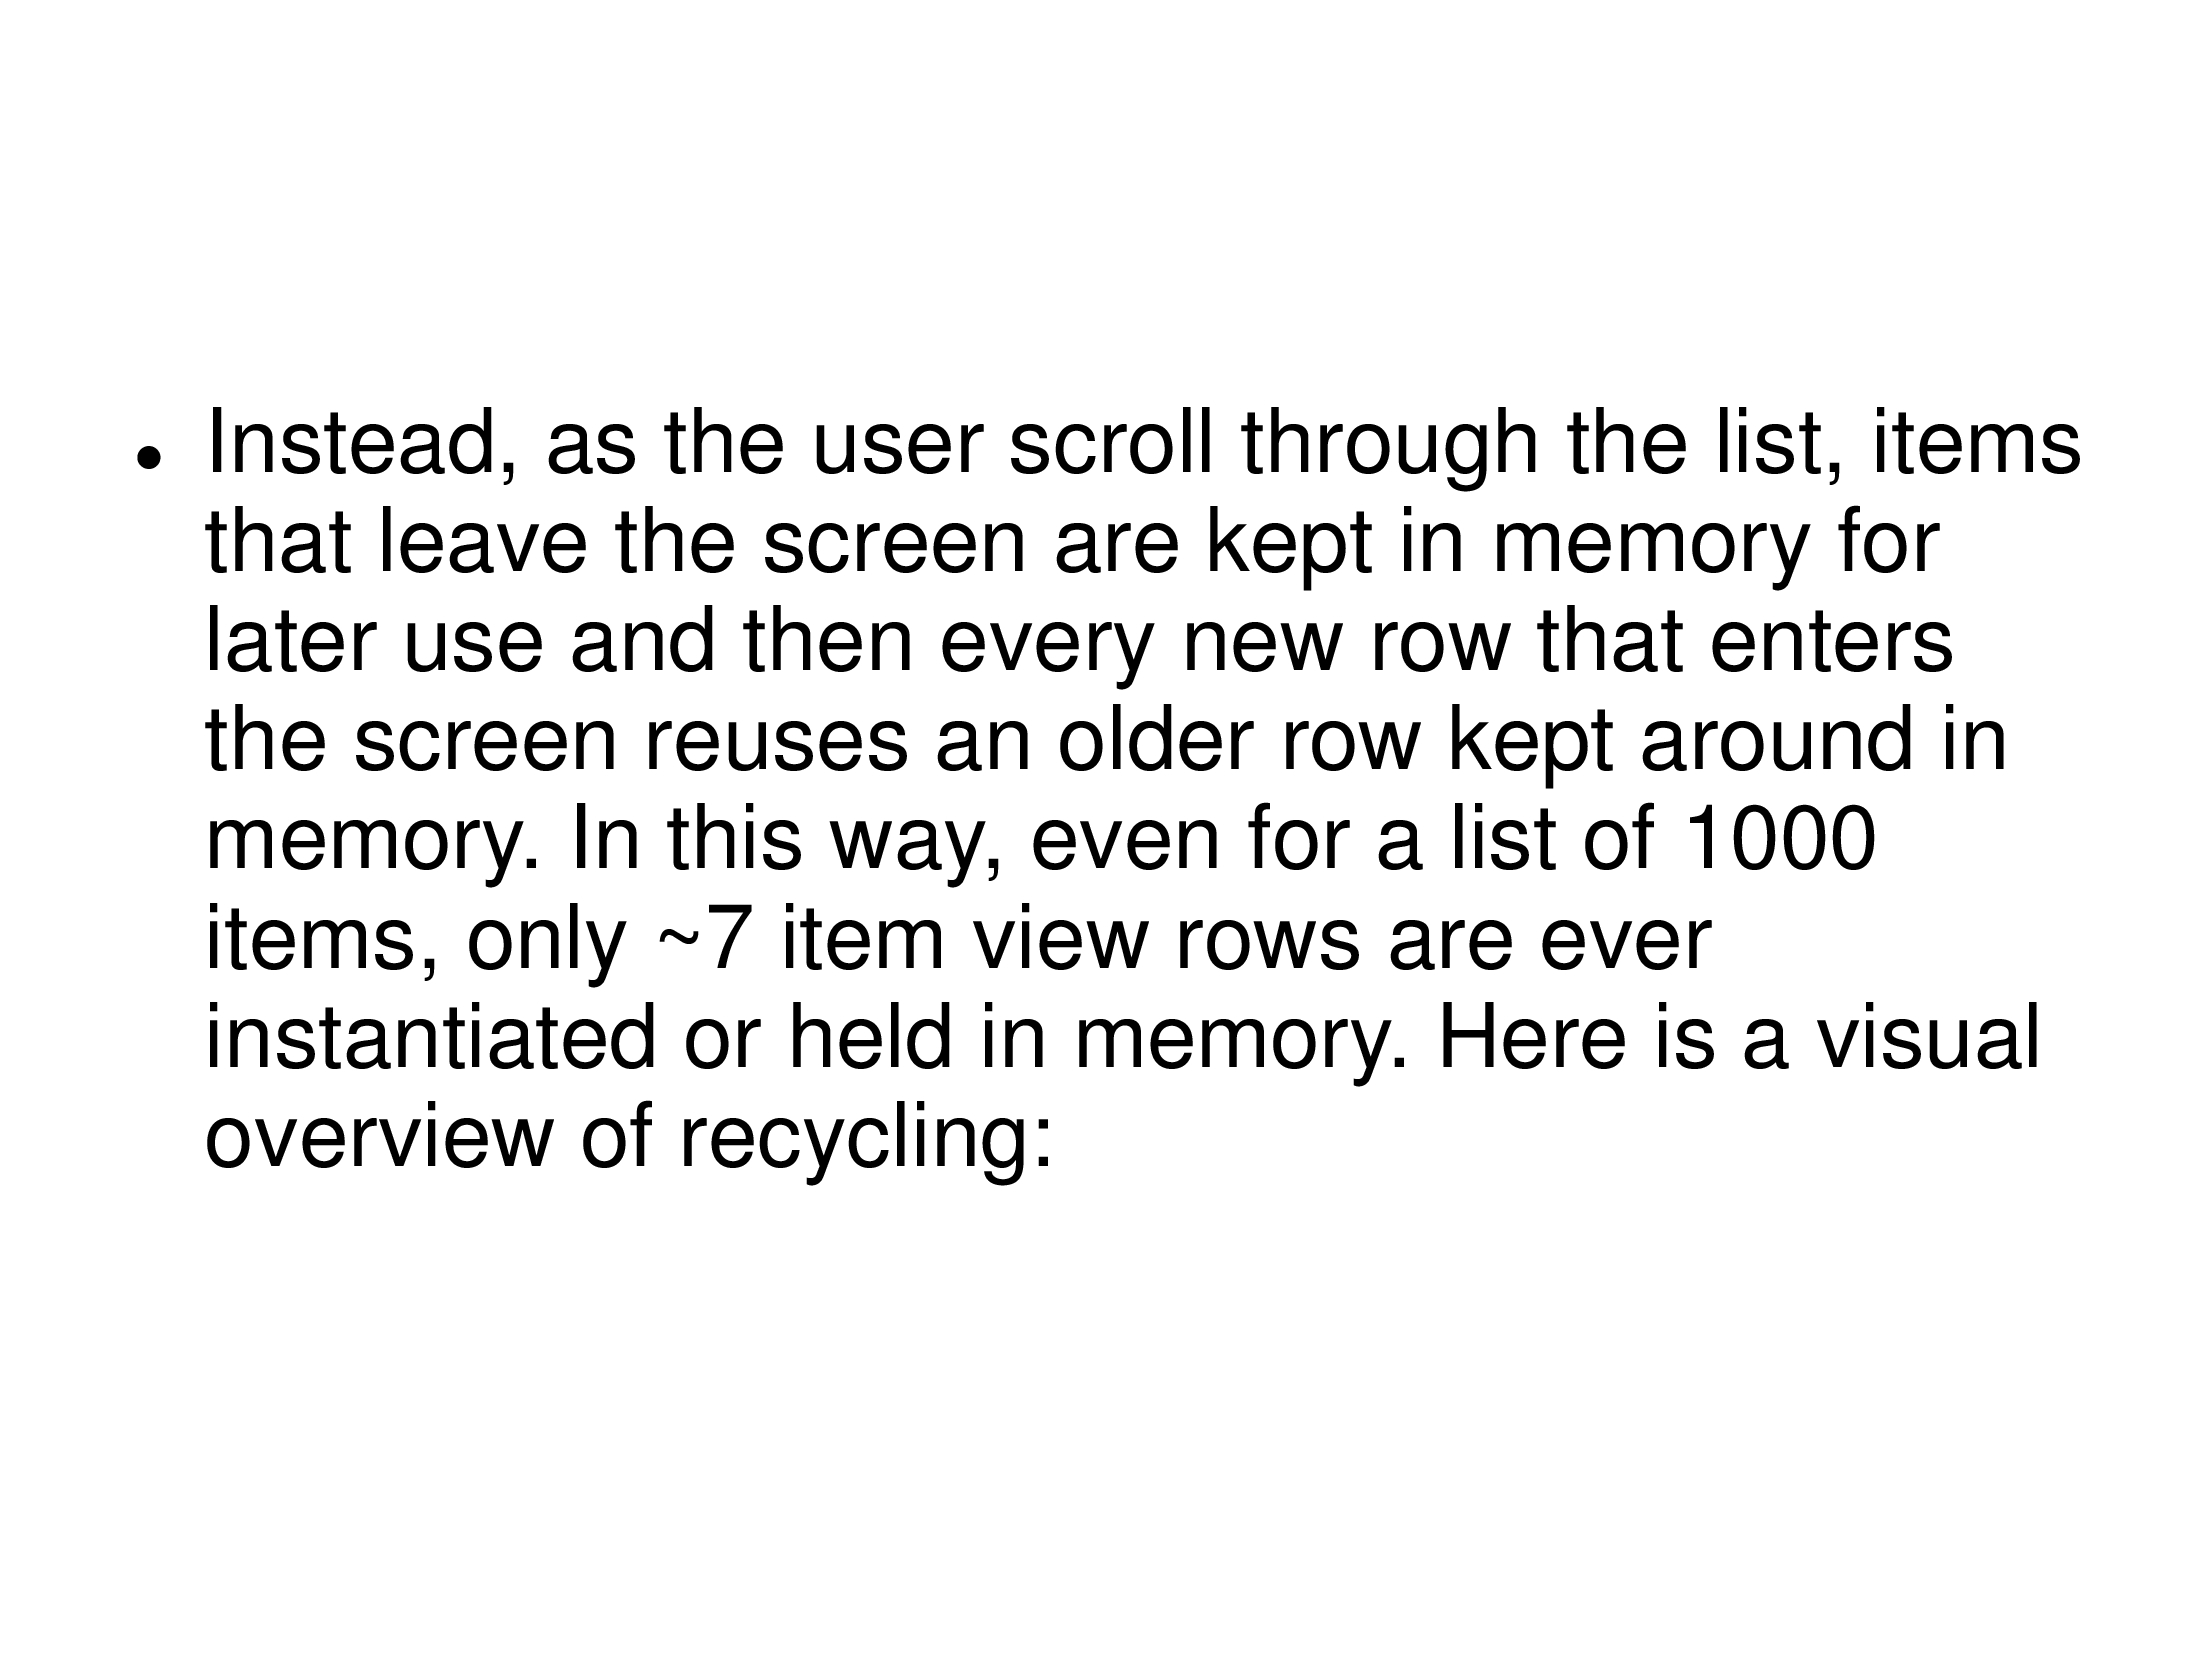 • Instead, as the user scroll through the list, items
that leave the screen are kept in memory for
later use and then every new row that enters
the screen reuses an older row kept around in
memory. In this way, even for a list of 1000
items, only ~7 item view rows are ever
instantiated or held in memory. Here is a visual
overview of recycling: